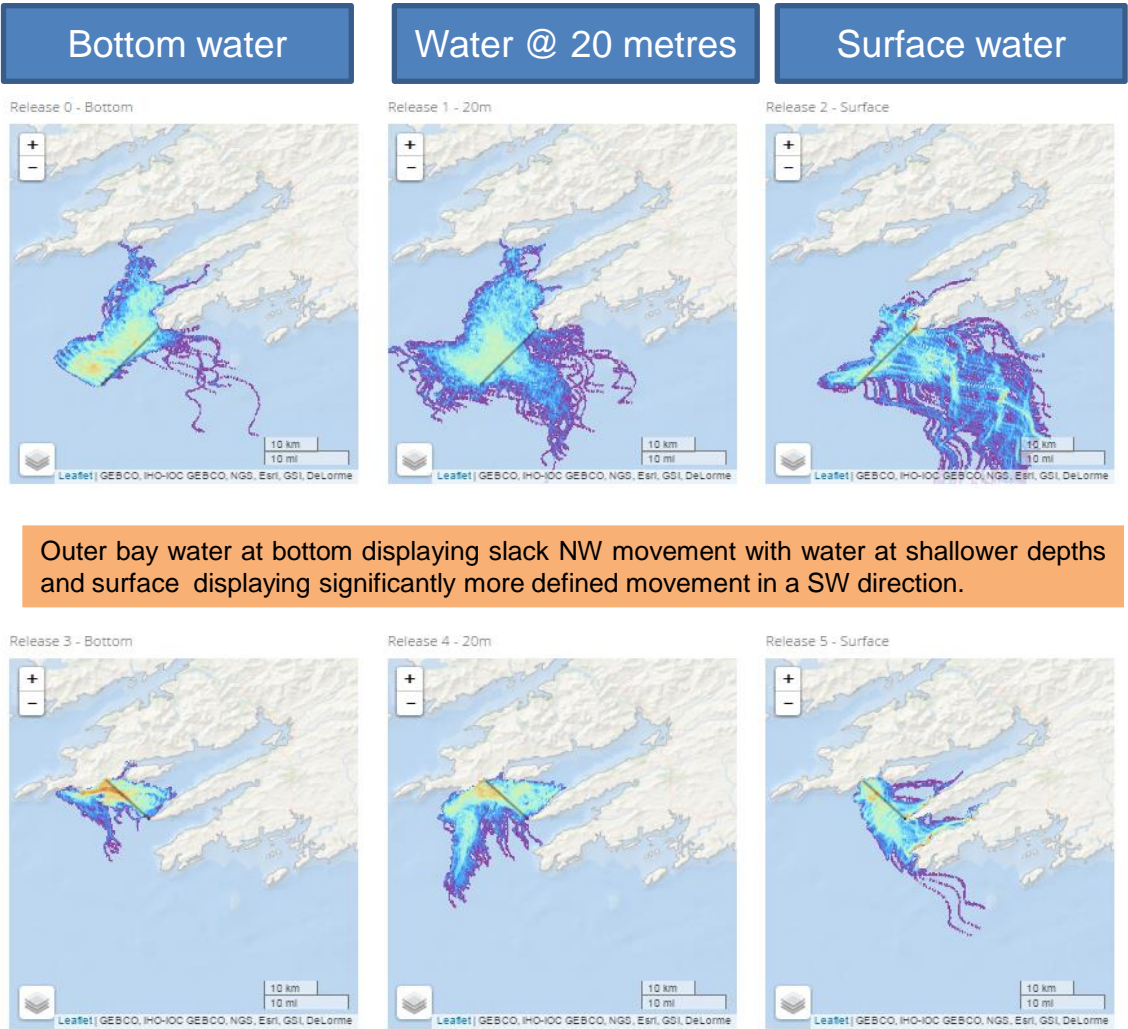 Bottom water
Water @ 20 metres
Surface water
Release 0 - Bottom
Release 1 - 20m
Release 2 - Surface
+
−
+
−
+
−
10 km
10 mi
10 km
10 mi
10 km
10 mi
Leaflet | GEBCO, IHO-IOC GEBCO, NGS, Esri, GSI, DeLorme
Leaflet | GEBCO, IHO-IOC GEBCO, NGS, Esri, GSI, DeLorme
Leaflet | GEBCO, IHO-IOC GEBCO, NGS, Esri, GSI, DeLorme
Outer bay water at bottom displaying slack NW movement with water at shallower depths
and surface displaying significantly more defined movement in a SW direction.
Release 3 - Bottom
Release 4 - 20m
Release 5 - Surface
+
−
+
−
+
−
10 km
10 mi
10 km
10 mi
10 km
10 mi
Leaflet | GEBCO, IHO-IOC GEBCO, NGS, Esri, GSI, DeLorme
Leaflet | GEBCO, IHO-IOC GEBCO, NGS, Esri, GSI, DeLorme
Leaflet | GEBCO, IHO-IOC GEBCO, NGS, Esri, GSI, DeLorme